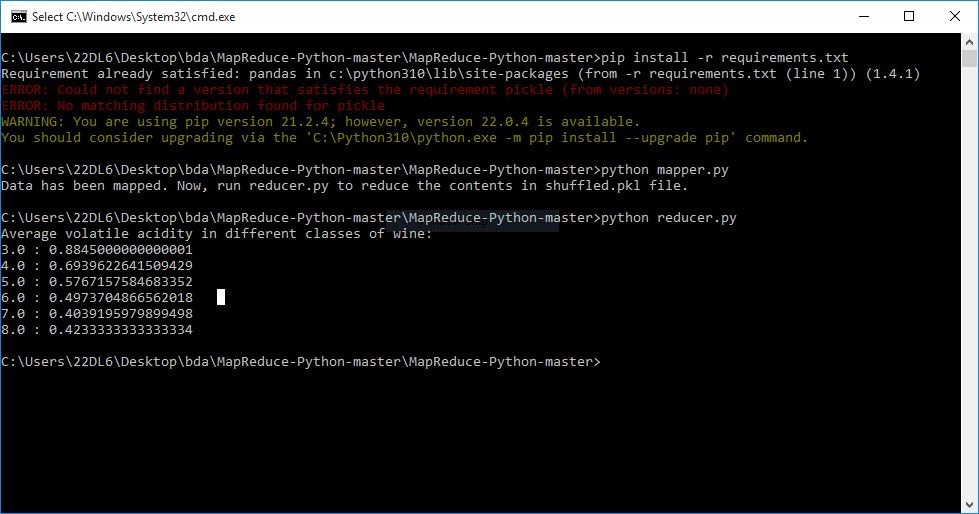 Select C:\Windows\System32\cmd.exe
C:\Users\22DL6\Desktop\bda\MapReduce-Python-master\MapReduce-Python-master>pip install -r requirements.txt
Requirement already satisfied: pandas in c:\python310\lib\site-packages (from -r requirements.txt (line 1)) (1.4.1)
ERROR: Could not find a version that satisfies the requirement pickle (from versions: none)
ERROR: No matching distribution found for pickle
WARNING: You are using pip version 21.2.4; however, version 22.0.4 is available.
You should consider upgrading via the 'C:\Python310\python.exe -m pip install --upgrade pip' command.
C:\Users\22DL6\Desktop\bda\MapReduce-Python-master\MapReduce-Python-master>python mapper.py
Data has been mapped. Now, run reducer.py to reduce the contents in shuffled.pkl file.
C:\Users\22DL6\Desktop\bda\MapReduce-Python-master\MapReduce-Python-master>python reducer.py
Average volatile acidity in different classes of wine:
3.0 : 0.8845000000000001
4.0 : 0.6939622641509429
5.0 : 0.5767157584683352
6.0 : 0.4973704866562018
7.0 : 0.4039195979899498
8.0 : 0.4233333333333334
C:\Users\22DL6\Desktop\bda\MapReduce-Python-master\MapReduce-Python-master>